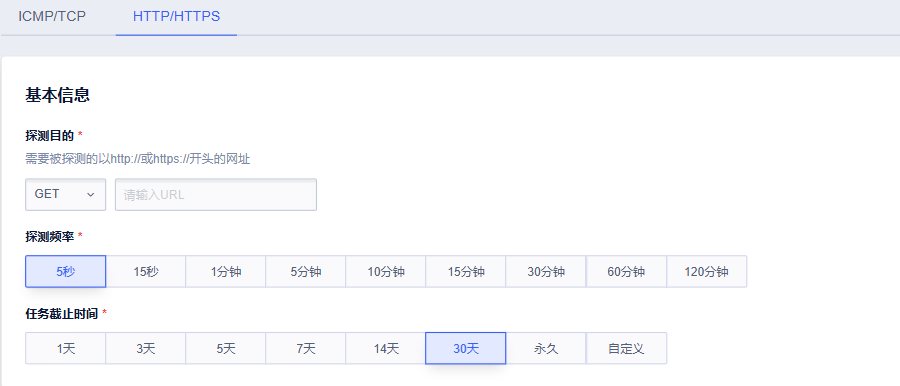 ICMP/TCP HTTP/HTTPS
基本信息
探测目的 *
需要被探测的以http://或https://开头的网址
GET 请输入URL
探测频率 *
5秒 15秒 1分钟 5分钟 10分钟 15分钟 30分钟 60分钟 120分钟
任务截止时间 *
1天 3天 5天 7天 14天 30天 永久 自定义